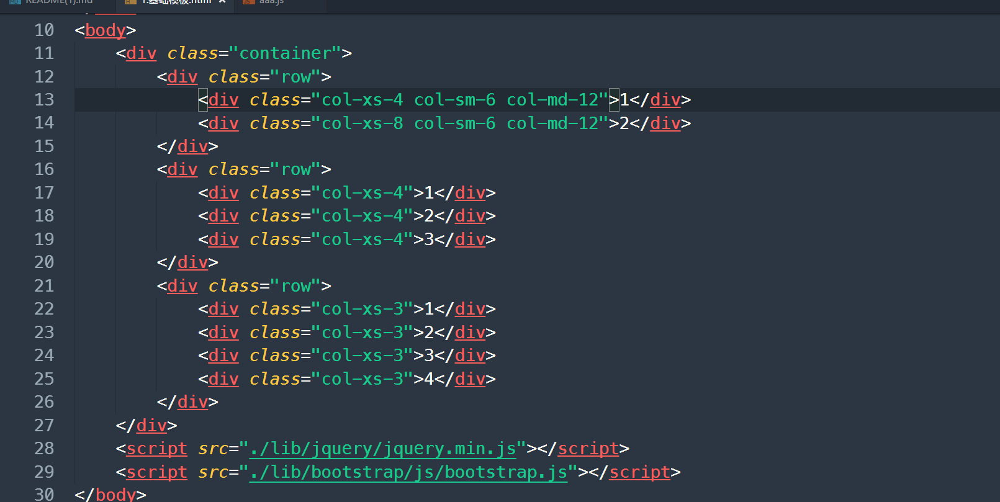 README(1).md 1.基础模板.html × aaa.js
10 <body>
11 <div class="container">
12 <div class="row">
13 <div class="col-xs-4 col-sm-6 col-md-12">1</div>
14 <div class="col-xs-8 col-sm-6 col-md-12">2</div>
15 </div>
16 <div class="row">
17 <div class="col-xs-4">1</div>
18 <div class="col-xs-4">2</div>
19 <div class="col-xs-4">3</div>
20 </div>
21 <div class="row">
22 <div class="col-xs-3">1</div>
23 <div class="col-xs-3">2</div>
24 <div class="col-xs-3">3</div>
25 <div class="col-xs-3">4</div>
26 </div>
27 </div>
28 <script src="./lib/jquery/jquery.min.js"></script>
29 <script src="./lib/bootstrap/js/bootstrap.js"></script>
30 </body>